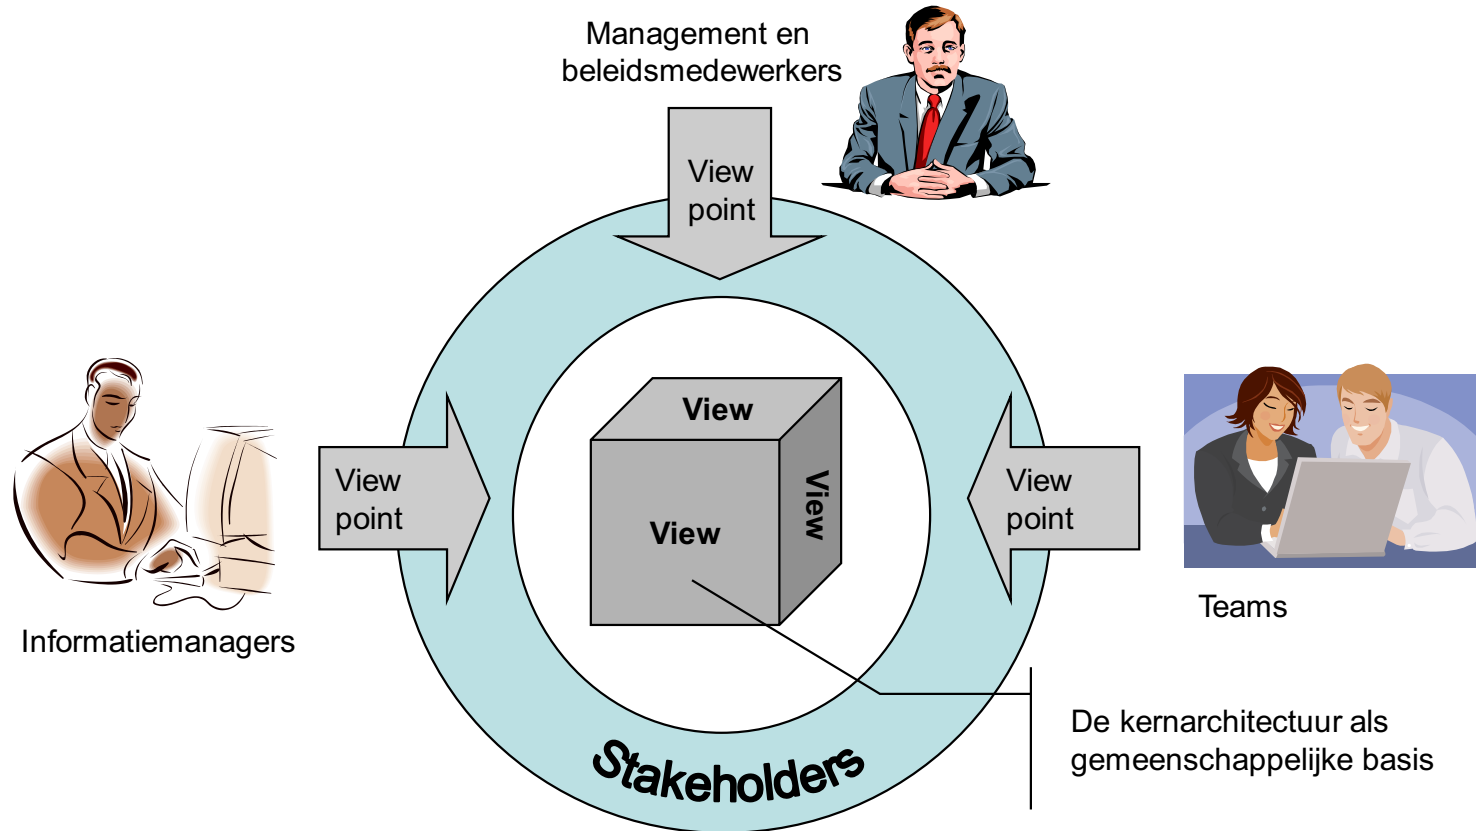 Management en
beleidsmedewerkers
View
point
View
View
View
View
point
View
point
Informatiemanagers
Teams
De kernarchitectuur als
gemeenschappelijke basis
Stakeholders